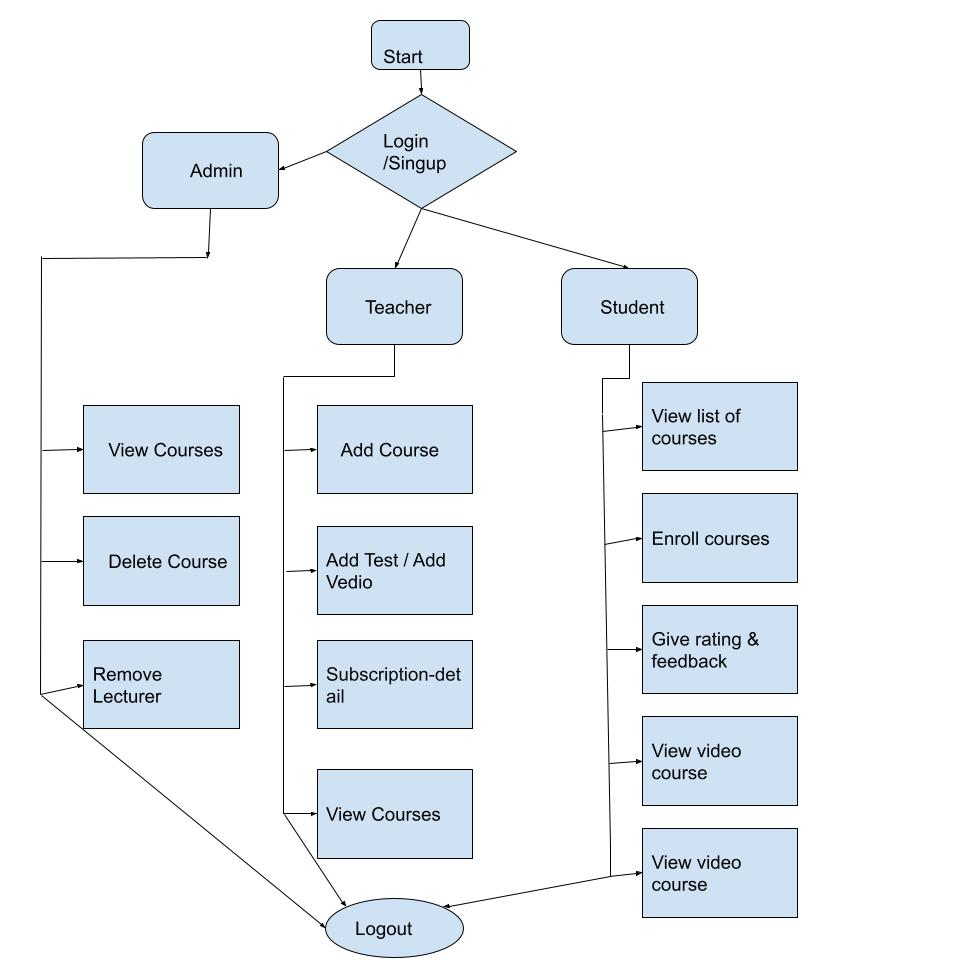 Start
Login
/Singup
Admin
Teacher
Student
View Courses
Delete Course
Remove
Lecturer
Add Course
Add Test / Add
Vedio
Subscription-det
ail
View Courses
View list of
courses
Enroll courses
Give rating &
feedback
View video
course
View video
course
Logout